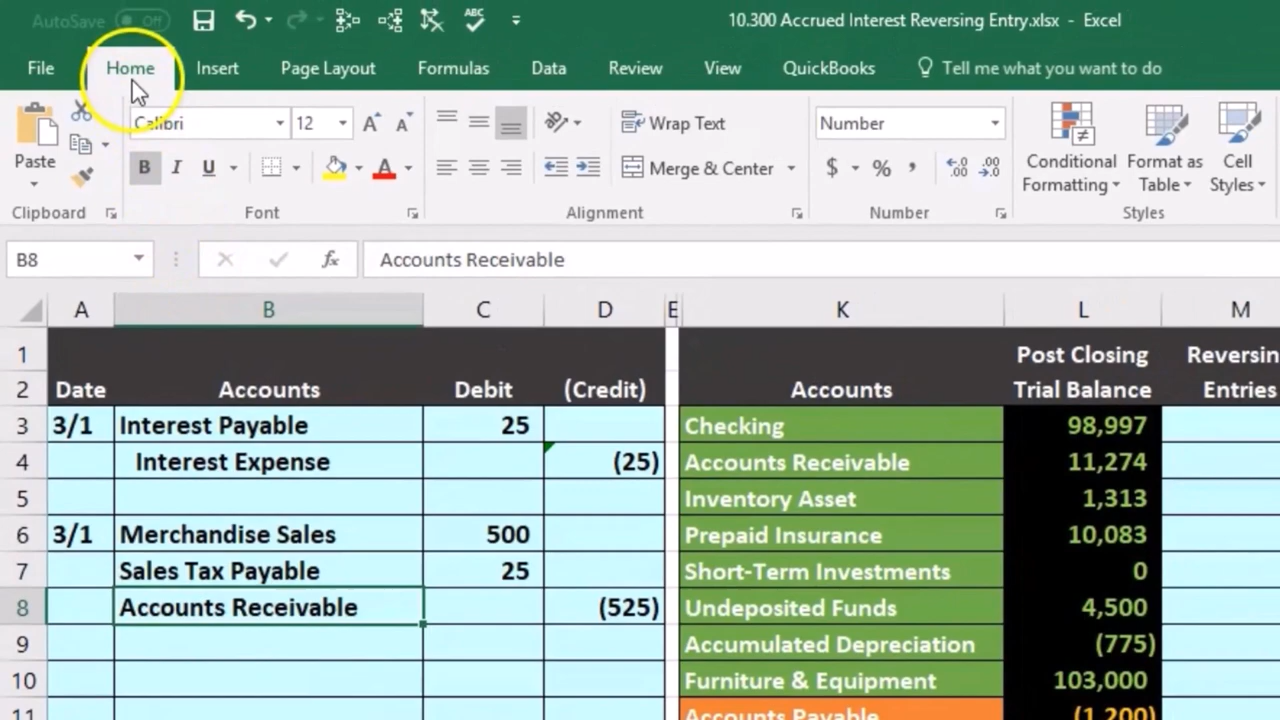 AutoSave Off 10.300 Accrued Interest Reversing Entry.xlsx - Excel
File Home Insert Page Layout Formulas Data Review View QuickBooks Tell me what you want to do
Calibri 12 Wrap Text Number
Paste B I U Merge & Center $ % , Conditional Formatting Format as Table Cell Styles
Clipboard Font Alignment Number Styles
B8 fx Accounts Receivable
A B C D E K L M
1 Post Closing Reversin
2 Date Accounts Debit (Credit) Accounts Trial Balance Entries
3 3/1 Interest Payable 25 Checking 98,997
4 Interest Expense (25) Accounts Receivable 11,274
5 Inventory Asset 1,313
6 3/1 Merchandise Sales 500 Prepaid Insurance 10,083
7 Sales Tax Payable 25 Short-Term Investments 0
8 Accounts Receivable (525) Undeposited Funds 4,500
9 Accumulated Depreciation (775)
10 Furniture & Equipment 103,000
11 Accounts Payable (1,200)